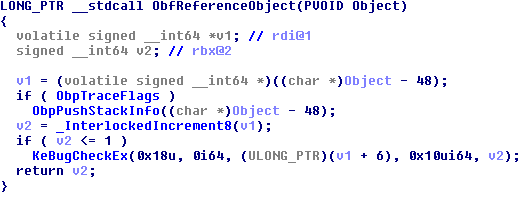 LONG_PTR __stdcall ObfReferenceObject(PVOID Object)
{
  volatile signed __int64 *v1; // rdi@1
  signed __int64 v2; // rbx@2

  v1 = (volatile signed __int64 *)((char *)Object - 48);
  if ( ObpTraceFlags )
    ObpPushStackInfo((char *)Object - 48);
  v2 = _InterlockedIncrement8(v1);
  if ( v2 <= 1 )
    KeBugCheckEx(0x18u, 0i64, (ULONG_PTR)(v1 + 6), 0x10ui64, v2);
  return v2;
}